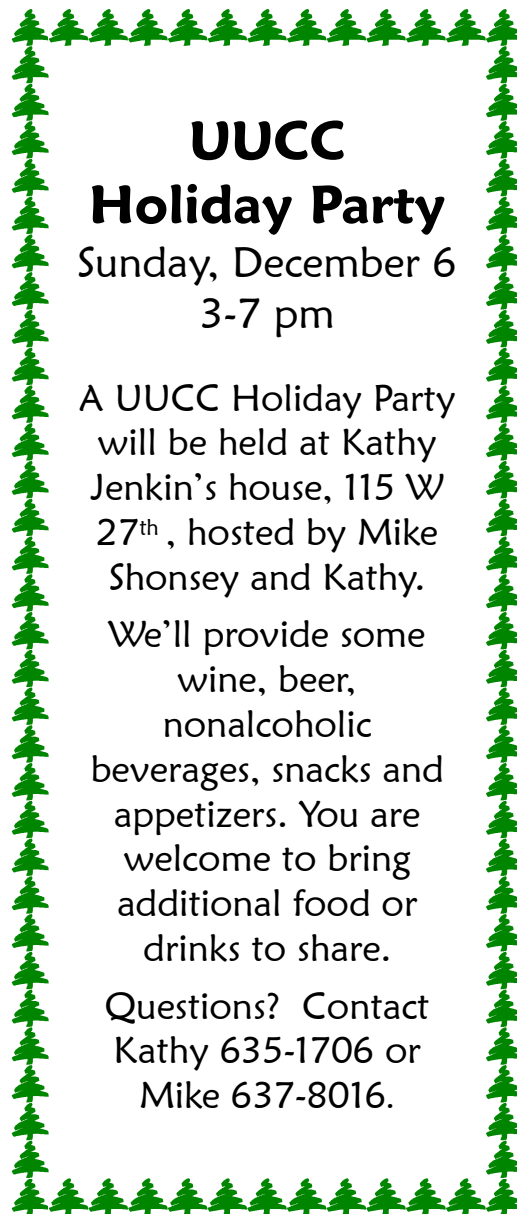 UUCC
Holiday Party
Sunday, December 6
3-7 pm
A UUCC Holiday Party
will be held at Kathy
Jenkin’s house, 115 W
27th , hosted by Mike
Shonsey and Kathy.
We’ll provide some
wine, beer,
nonalcoholic
beverages, snacks and
appetizers. You are
welcome to bring
additional food or
drinks to share.
Questions?  Contact
Kathy 635-1706 or
Mike 637-8016.